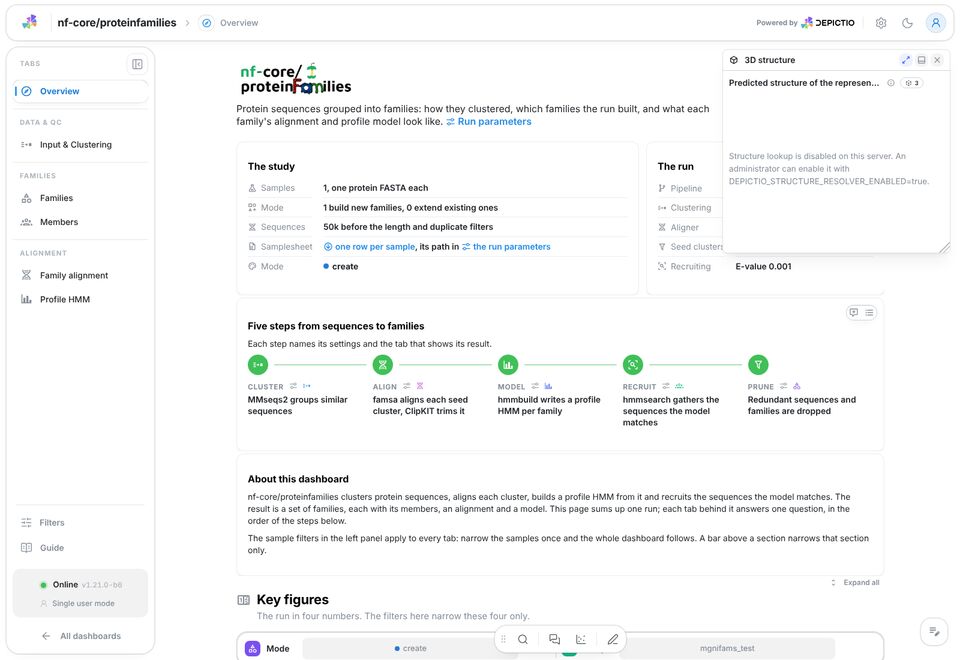 nf-core/proteinfamilies
Overview
Powered by DEPICTIO
TABS
Overview
DATA & QC
Input & Clustering
FAMILIES
Families
Members
ALIGNMENT
Family alignment
Profile HMM
Filters
Guide
Online v1.21.0-b6
Single user mode
All dashboards
nf-core/
proteinFamilies
Protein sequences grouped into families: how they clustered, which families the run built, and what each
family's alignment and profile model look like. Run parameters
The study
Samples 1, one protein FASTA each
Mode 1 build new families, 0 extend existing ones
Sequences 50k before the length and duplicate filters
Samplesheet one row per sample, its path in the run parameters
Mode create
The run
Pipeline
Clustering
Aligner
Seed clusters
Recruiting E-value 0.001
3D structure
Predicted structure of the represen... 3
Structure lookup is disabled on this server. An
administrator can enable it with
DEPICTIO_STRUCTURE_RESOLVER_ENABLED=true.
Five steps from sequences to families
Each step names its settings and the tab that shows its result.
CLUSTER
MMseqs2 groups similar
sequences
ALIGN
famsa aligns each seed
cluster, ClipKIT trims it
MODEL
hmmbuild writes a profile
HMM per family
RECRUIT
hmmsearch gathers the
sequences the model
matches
PRUNE
Redundant sequences and
families are dropped
About this dashboard
nf-core/proteinfamilies clusters protein sequences, aligns each cluster, builds a profile HMM from it and recruits the sequences the model matches. The
result is a set of families, each with its members, an alignment and a model. This page sums up one run; each tab behind it answers one question, in the
order of the steps below.
The sample filters in the left panel apply to every tab: narrow the samples once and the whole dashboard follows. A bar above a section narrows that section
only.
Expand all
Key figures
The run in four numbers. The filters here narrow these four only.
Mode
create
mgnifams_test